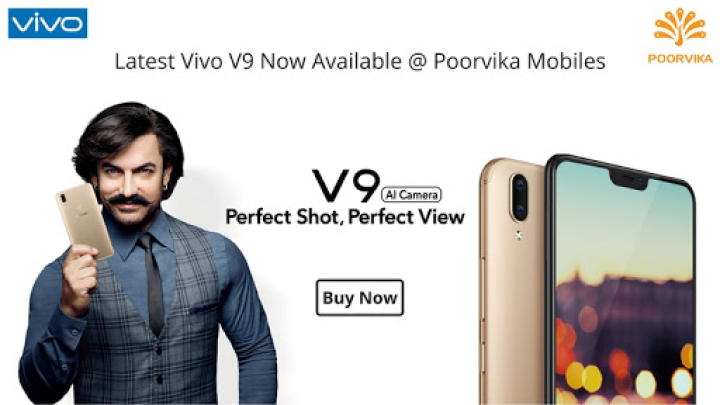 vivo
POORVIKA
Latest Vivo V9 Now Available @ Poorvika Mobiles
V9 AI Camera
Perfect Shot, Perfect View
Buy Now